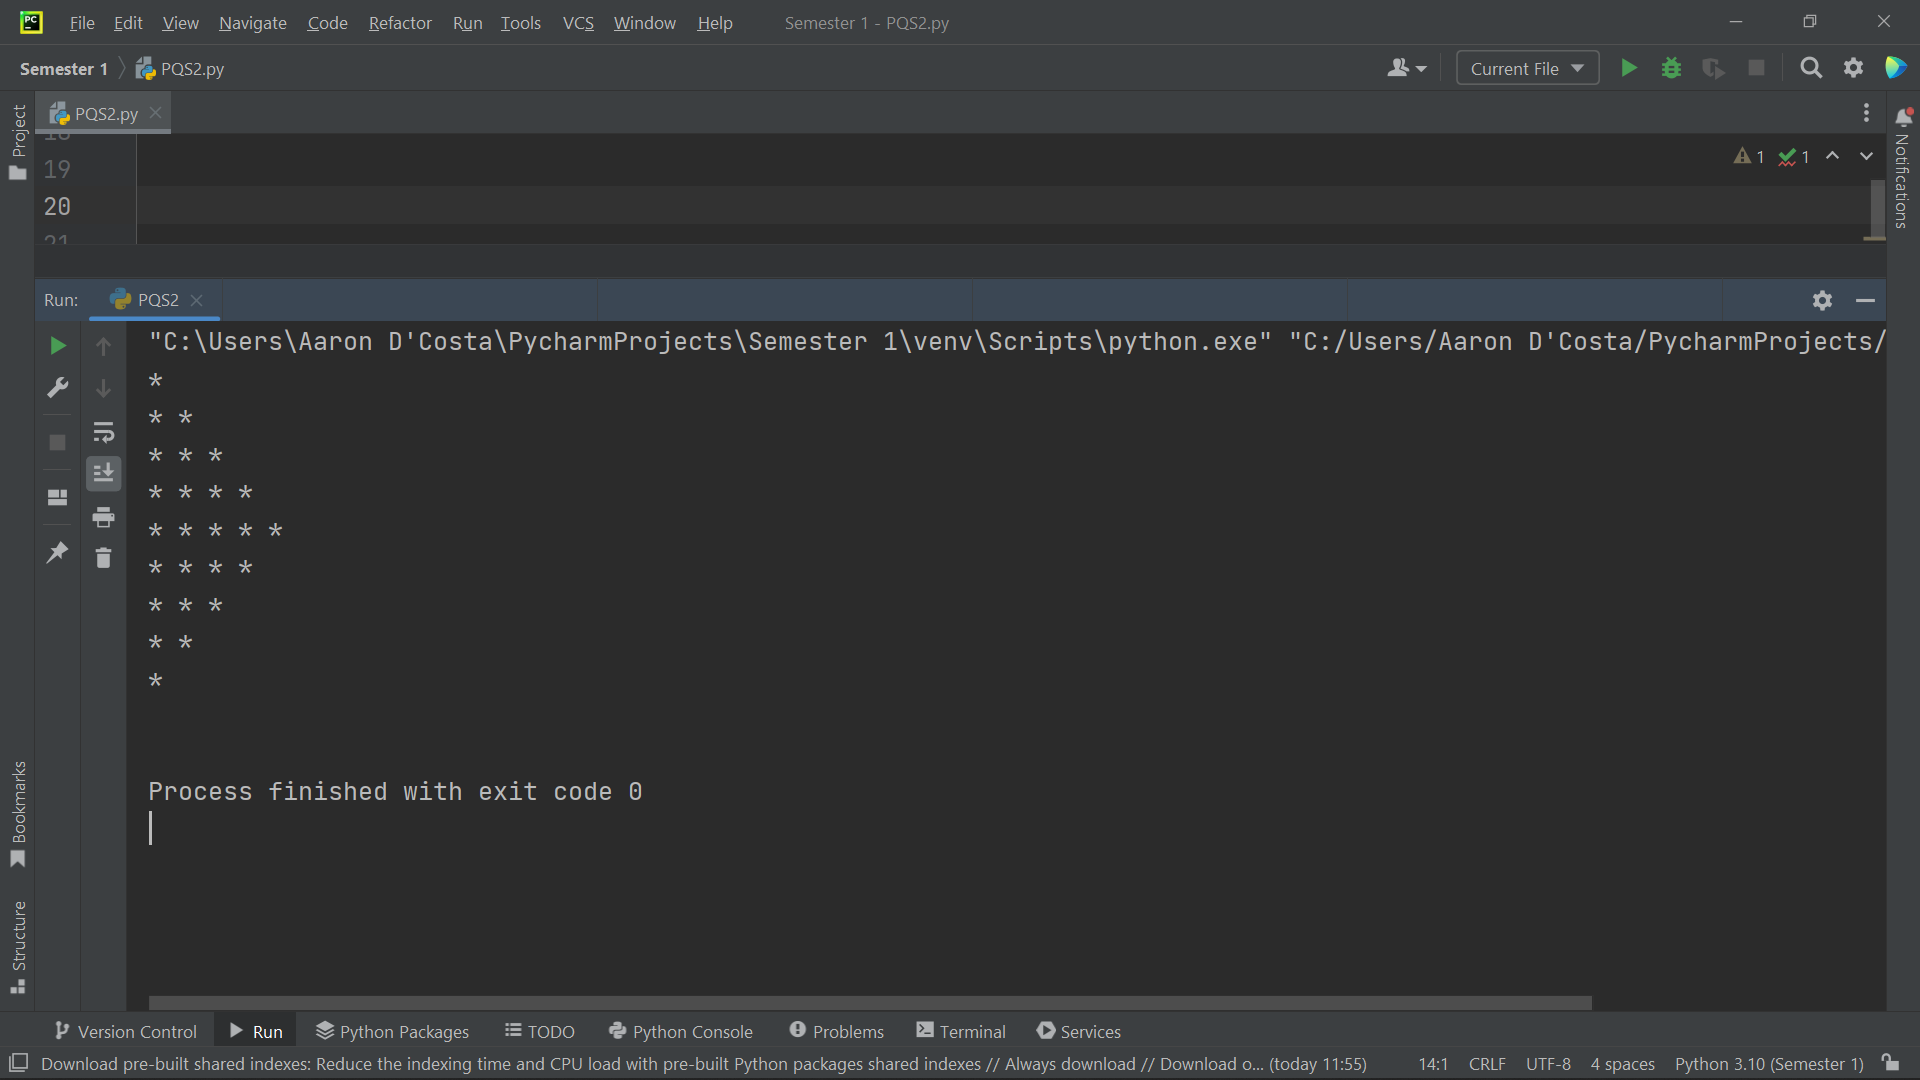 PC
File Edit View Navigate Code Refactor Run Tools VCS Window Help Semester 1 - PQS2.py
Semester 1 PQS2.py Current File
Project
PQS2.py
18
19
20
21
1 1
Notifications
Run: PQS2
"C:\Users\Aaron D'Costa\PycharmProjects\Semester 1\venv\Scripts\python.exe" "C:/Users/Aaron D'Costa/PycharmProjects/
*
* *
* * *
* * * *
* * * * *
* * * *
* * *
* *
*
Process finished with exit code 0
Bookmarks
Structure
Version Control Run Python Packages TODO Python Console Problems Terminal Services
Download pre-built shared indexes: Reduce the indexing time and CPU load with pre-built Python packages shared indexes // Always download // Download o... (today 11:55) 14:1 CRLF UTF-8 4 spaces Python 3.10 (Semester 1)